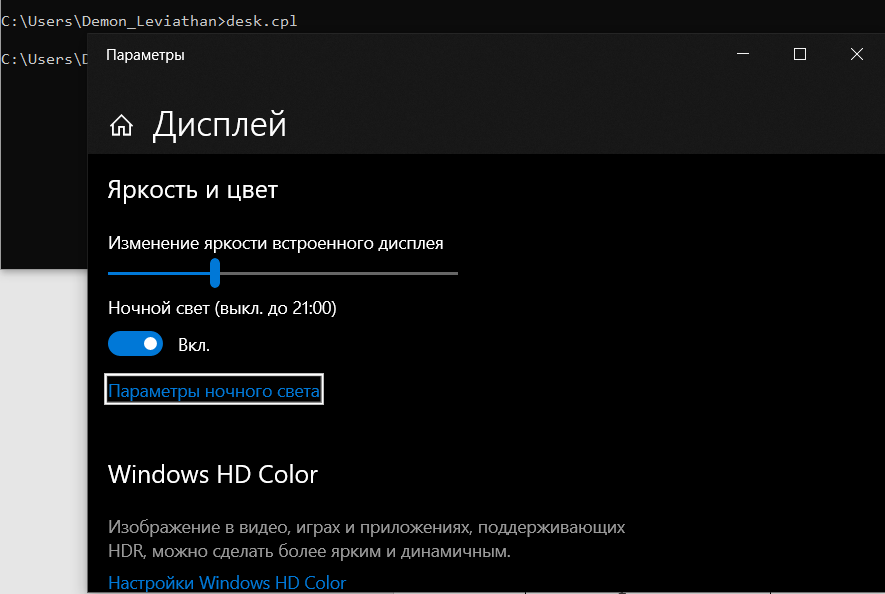 C:\Users\Demon_Leviathan>desk.cpl
C:\Users\
Параметры
Дисплей
Яркость и цвет
Изменение яркости встроенного дисплея
Ночной свет (выкл. до 21:00)
Вкл.
Параметры ночного света
Windows HD Color
Изображение в видео, играх и приложениях, поддерживающих
HDR, можно сделать более ярким и динамичным.
Настройки Windows HD Color